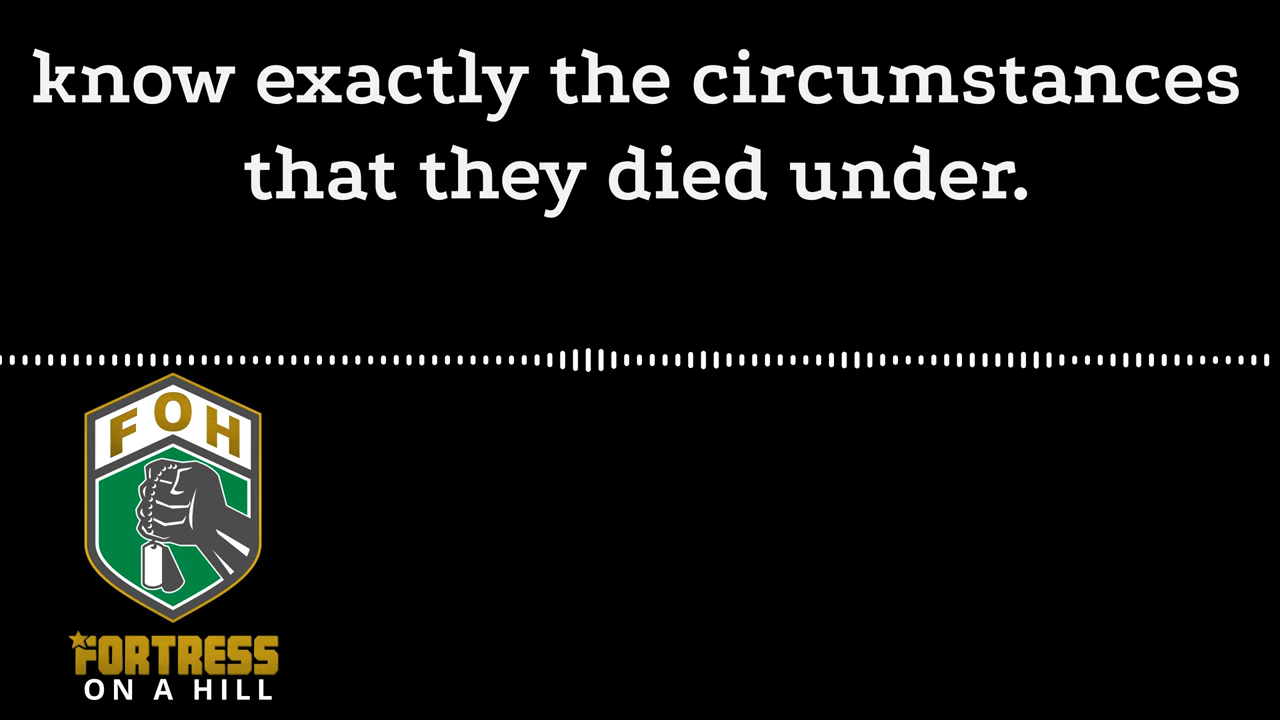 know exactly the circumstances
that they died under.
FOH
FORTRESS
ON A HILL